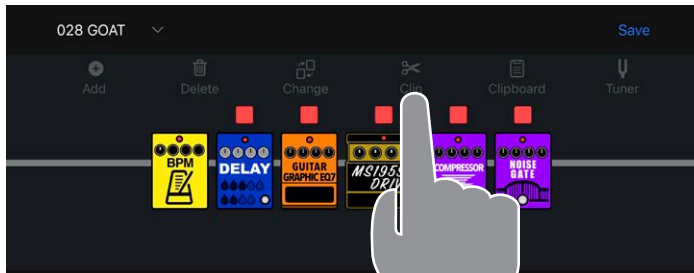 028 GOAT
Save
Add Delete Change Clip Clipboard Tuner
BPM
DELAY
GUITAR
GRAPHIC EQ7
COMPRESSOR
NOISE
GATE